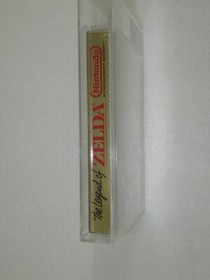 The Legend of
ZELDA
Nintendo